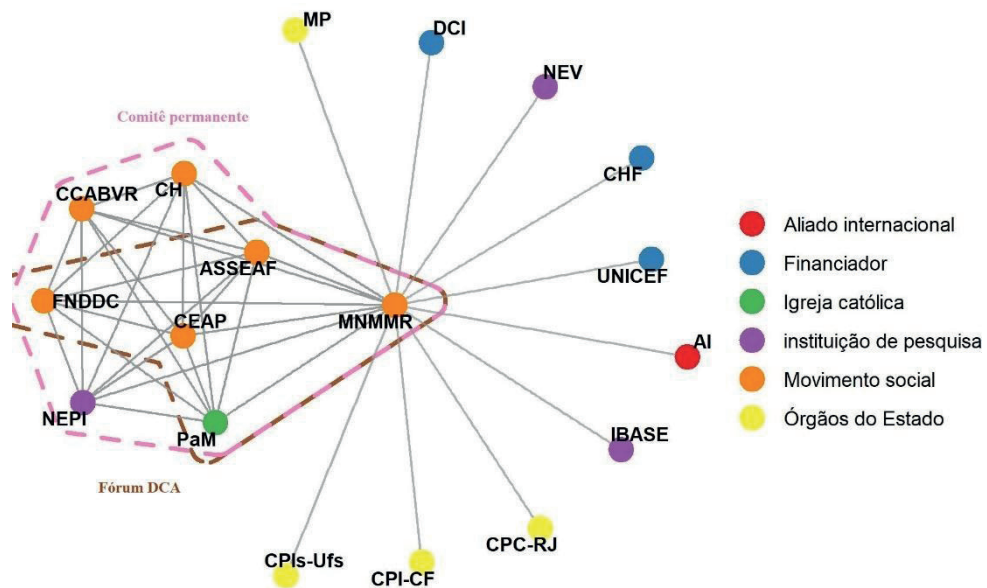 MP
DCI
NEV
Comitê permanente
CHF
CCABVR
CH
Aliado internacional
Financiador
ASSEAF
UNICEF
Igreja católica
FNDDC
CEAP
MNMMR
AI
instituição de pesquisa
Movimento social
NEPI
PaM
IBASE
Órgãos do Estado
Fórum DCA
CPIs-Ufs
CPI-CF
CPC-RJ